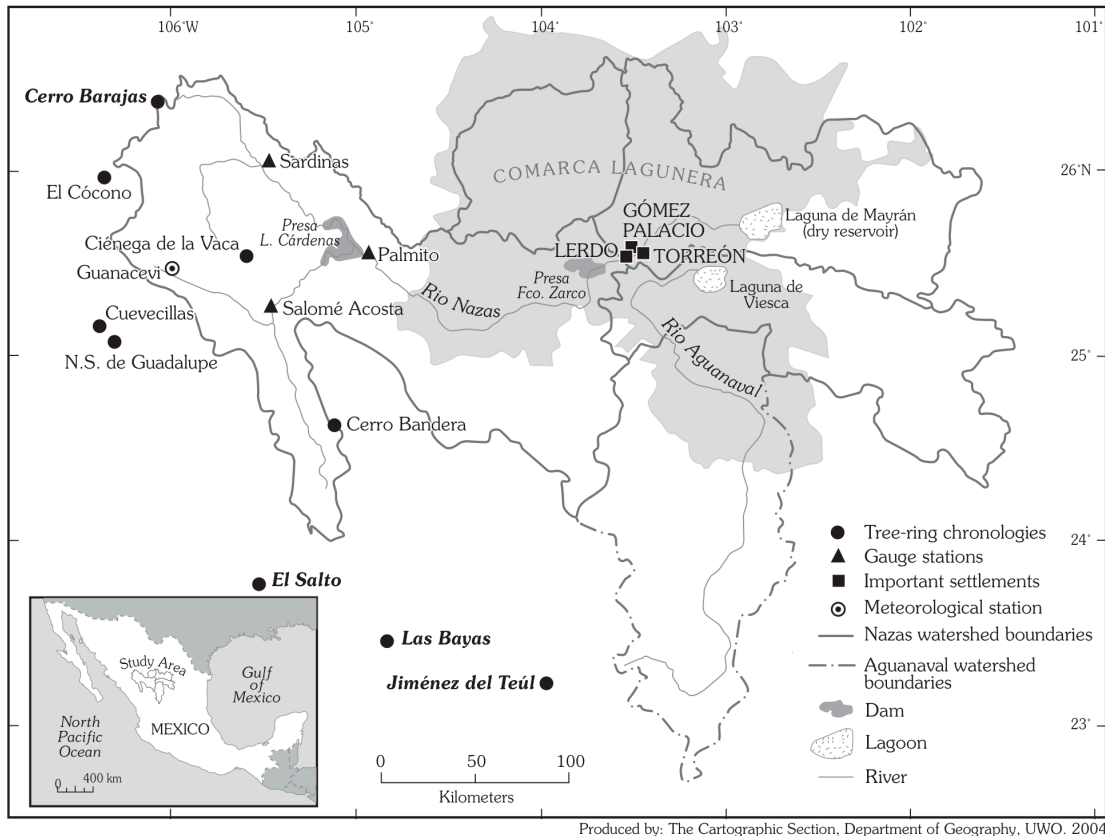 106°W
105°
104°
103°
102°
101°
Cerro Barajas
Sardinas
El Cócono
26°N
COMARCA LAGUNERA
GÓMEZ
PALACIO
Laguna de Mayrán
(dry reservoir)
Presa
L. Cárdenas
Ciénega de la Vaca
Palmito
LERDO
TORREÓN
Guanacevi
Presa
Fco. Zarco
Laguna de
Viesca
Río Nazas
Salomé Acosta
Cuevecillas
Río Aguanaval
N.S. de Guadalupe
25°
Cerro Bandera
24°
El Salto
Las Bayas
Jiménez del Teúl
23°
Tree-ring chronologies
Gauge stations
Important settlements
Meteorological station
Nazas watershed boundaries
Aguanaval watershed
boundaries
Dam
Lagoon
River
Study Area
Gulf
of
Mexico
North
Pacific
Ocean
MEXICO
0 400 km
0 50 100
Kilometers
Produced by: The Cartographic Section, Department of Geography, UWO. 2004